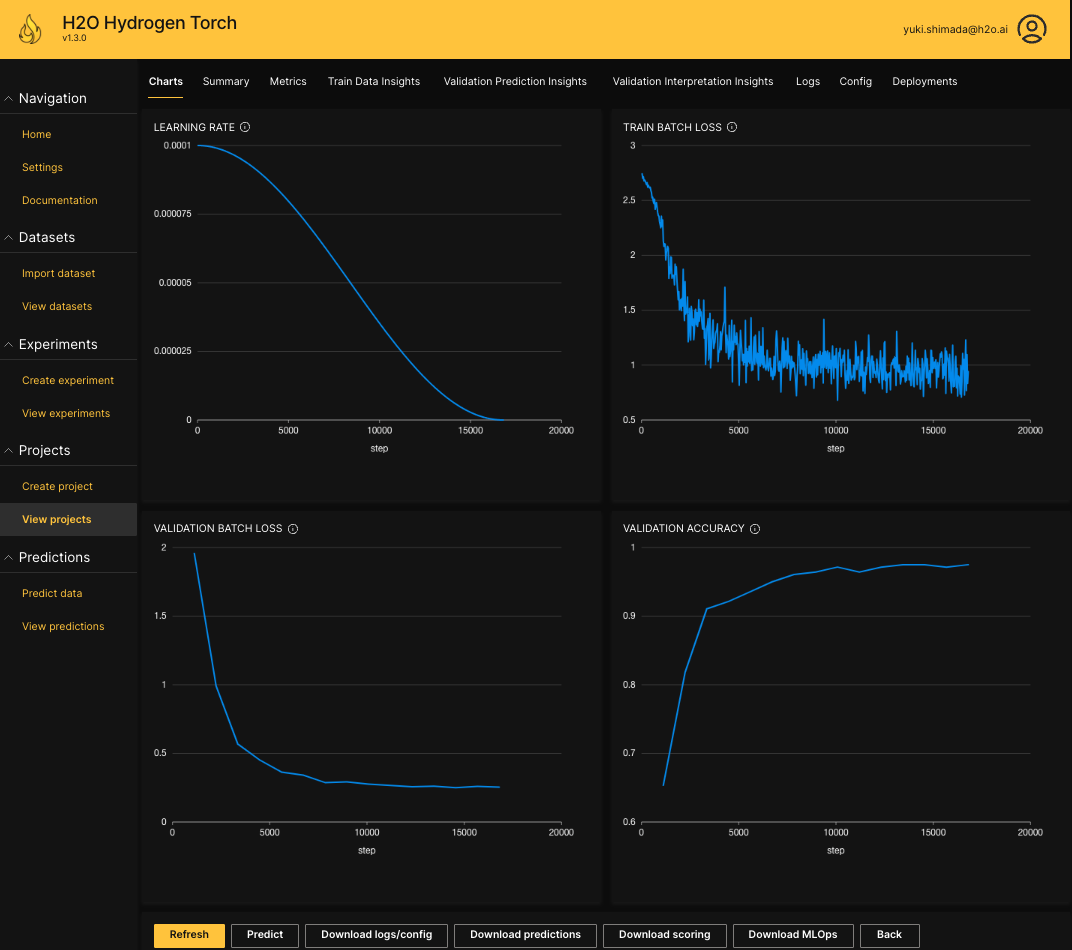 H2O Hydrogen Torch
v1.3.0
yuki.shimada@h2o.ai
Navigation
Home
Settings
Documentation
Datasets
Import dataset
View datasets
Experiments
Create experiment
View experiments
Projects
Create project
View projects
Predictions
Predict data
View predictions
Charts Summary Metrics Train Data Insights Validation Prediction Insights Validation Interpretation Insights Logs Config Deployments
LEARNING RATE
0.0001
0.000075
0.00005
0.000025
0
0 5000 10000 15000 20000
step
TRAIN BATCH LOSS
3
2.5
2
1.5
1
0.5
0 5000 10000 15000 20000
step
VALIDATION BATCH LOSS
2
1.5
1
0.5
0
0 5000 10000 15000 20000
step
VALIDATION ACCURACY
1
0.9
0.8
0.7
0.6
0 5000 10000 15000 20000
step
Refresh Predict Download logs/config Download predictions Download scoring Download MLOps Back